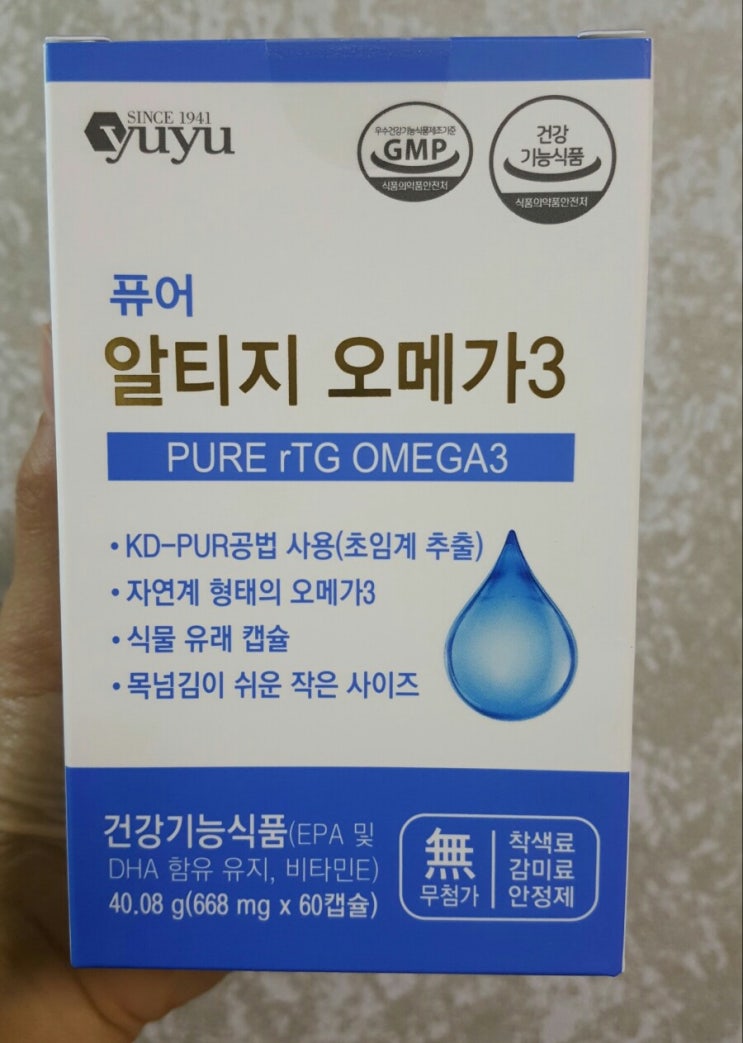 SINCE 1941
yuyu
우수건강기능식품제조기준
GMP
식품의약품안전처
건강
기능식품
식품의약품안전처
퓨어
알티지 오메가3
PURE rTG OMEGA3
•KD-PUR공법 사용(초임계 추출)
•자연계 형태의 오메가3
•식물 유래 캡슐
•목넘김이 쉬운 작은 사이즈
건강기능식품(EPA 및
DHA 함유 유지, 비타민E)
40.08 g(668 mg x 60캡슐)
無
무첨가
착색료
감미료
안정제